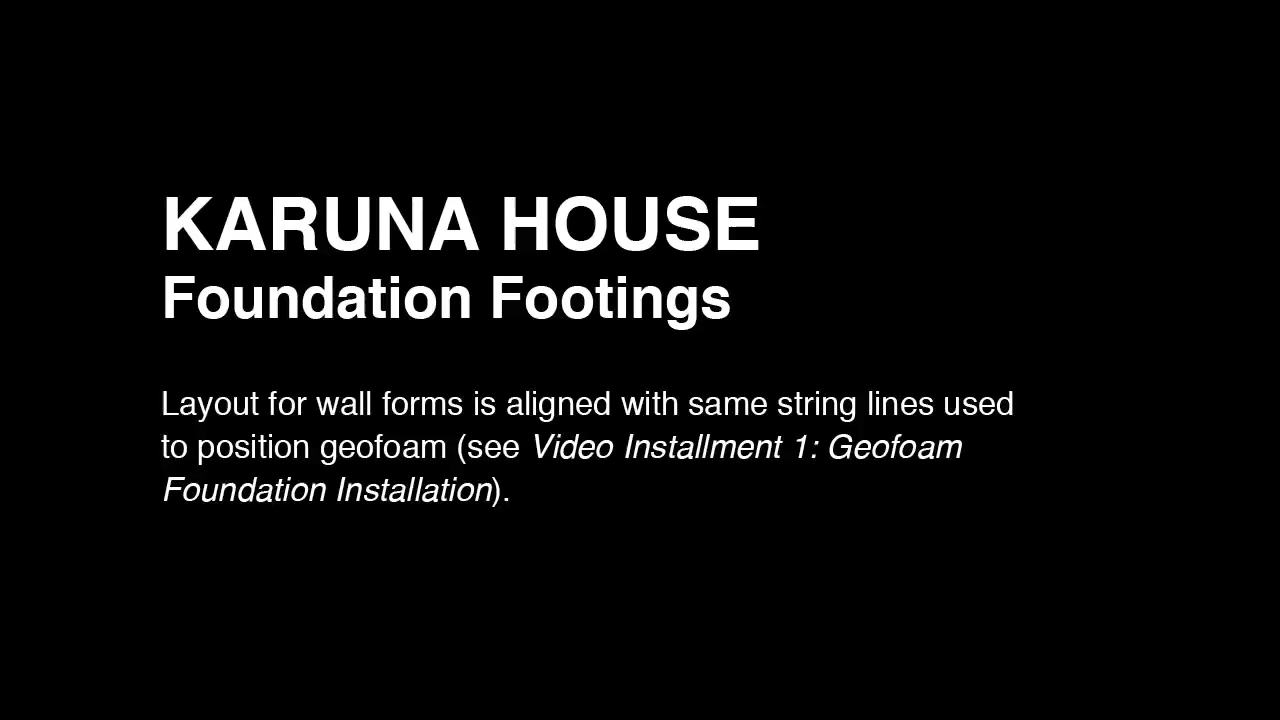 KARUNA HOUSE
Foundation Footings
Layout for wall forms is aligned with same string lines used
to position geofoam (see Video Installment 1: Geofoam
Foundation Installation).